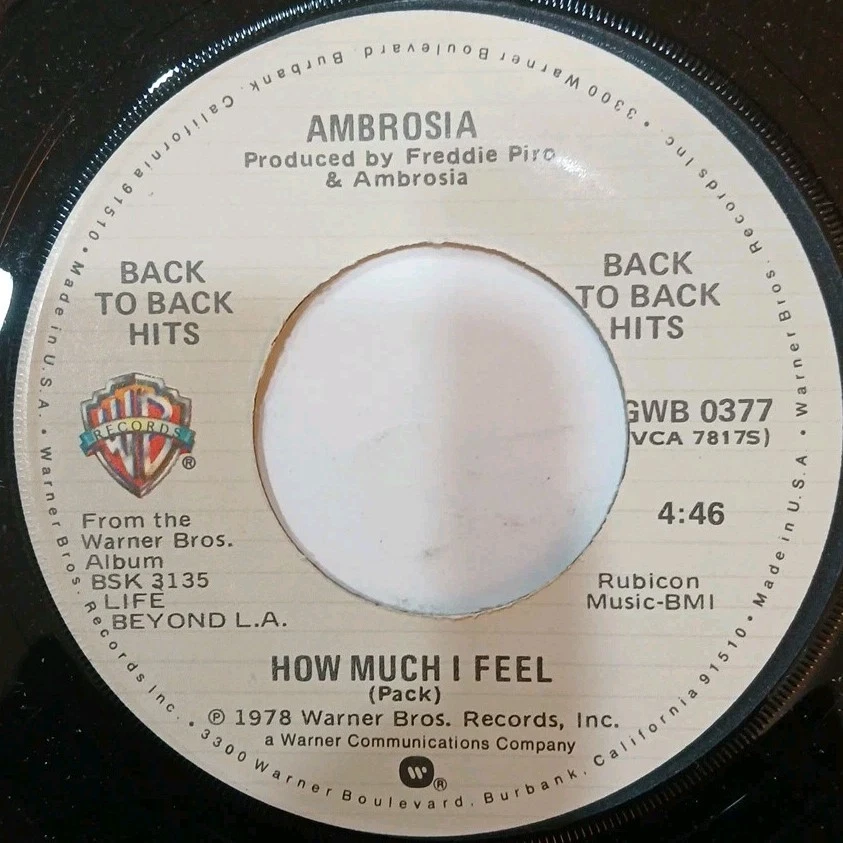 AMBROSIA
Produced by Freddie Piro
& Ambrosia
BACK
TO BACK
HITS
BACK
TO BACK
HITS
RECORDS
®
GWB 0377
(VCA 7817S)
4:46
From the
Warner Bros.
Album
BSK 3135
LIFE
BEYOND L.A.
Rubicon
Music-BMI
HOW MUCH I FEEL
(Pack)
℗ 1978 Warner Bros. Records, Inc.
a Warner Communications Company
®
• Warner Bros. Records Inc. • 3300 Warner Boulevard, Burbank, California 91510 • Made in U.S.A. • Warner Bros. Records Inc. • 3300 Warner Boulevard, Burbank, California 91510 • Made in U.S.A